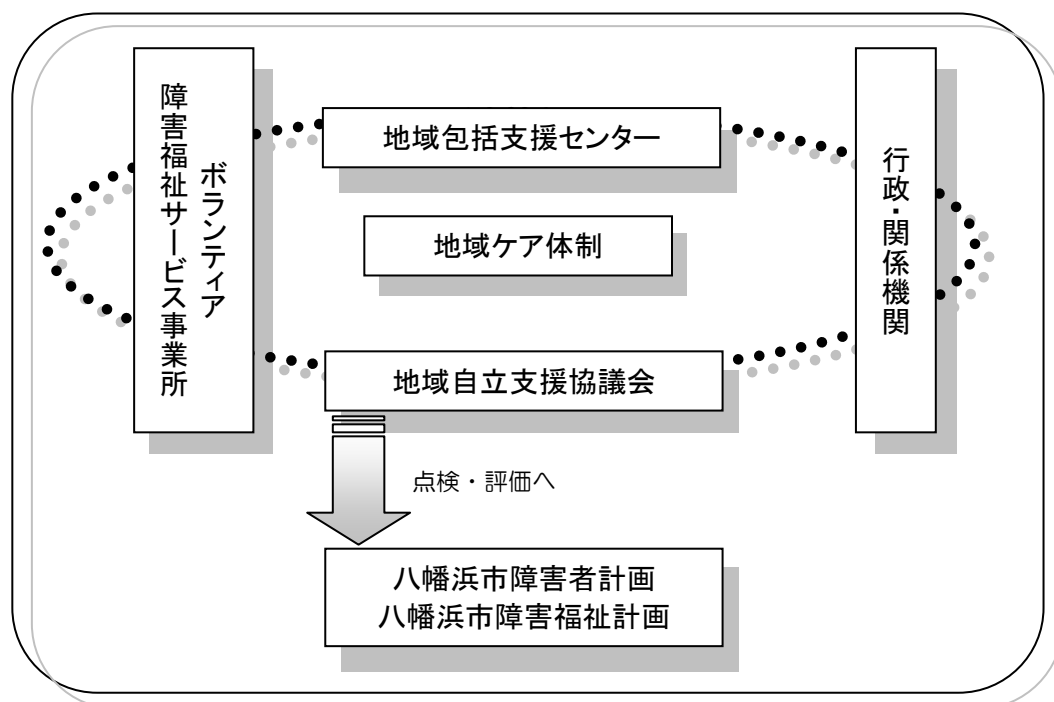 ボランティア
障害福祉サービス事業所
地域包括支援センター
地域ケア体制
地域自立支援協議会
行政・関係機関
点検・評価へ
八幡浜市障害者計画
八幡浜市障害福祉計画